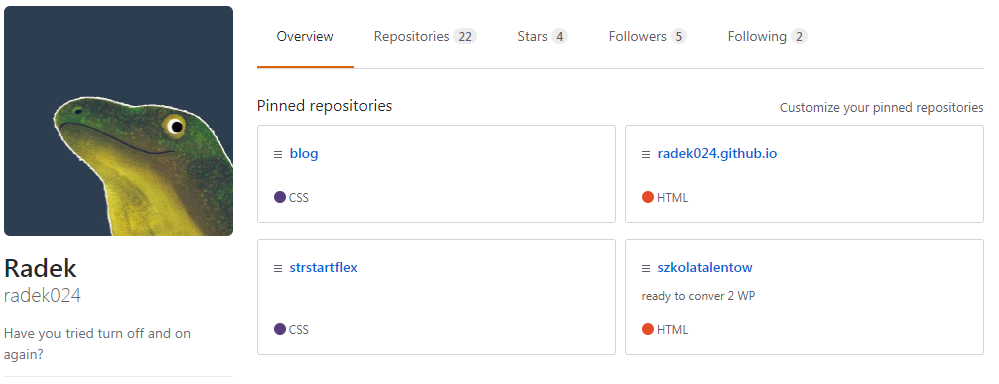 Overview Repositories 22 Stars 4 Followers 5 Following 2
Pinned repositories Customize your pinned repositories
blog
CSS
radek024.github.io
HTML
strstartflex
CSS
szkolatalentow
ready to conver 2 WP
HTML
Radek
radek024
Have you tried turn off and on
again?